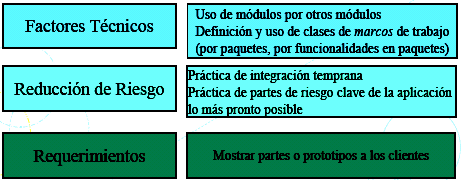 Factores Técnicos
Uso de módulos por otros módulos
Definición y uso de clases de marcos de trabajo
(por paquetes, por funcionalidades en paquetes)
Reducción de Riesgo
Práctica de integración temprana
Práctica de partes de riesgo clave de la aplicación
lo más pronto posible
Requerimientos
Mostrar partes o prototipos a los clientes